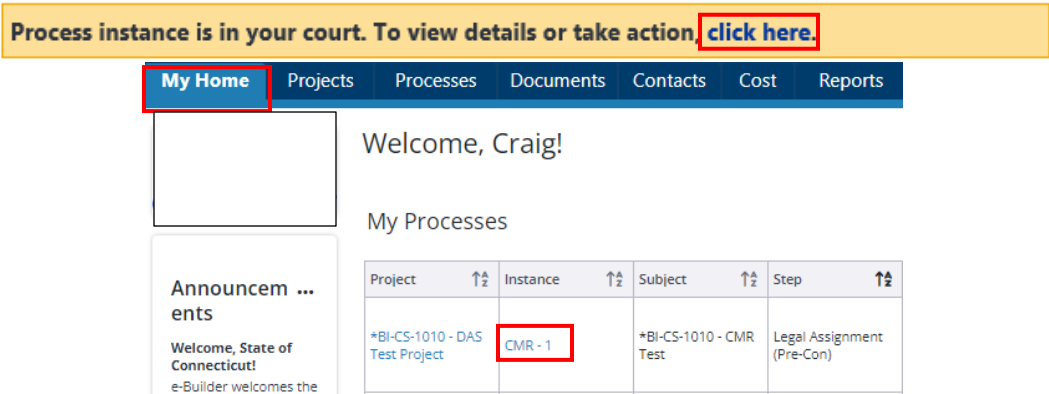 Process instance is in your court. To view details or take action, click here.
My Home Projects Processes Documents Contacts Cost Reports
Welcome, Craig!
My Processes
Announcem ...
ents
Welcome, State of
Connecticut!
e-Builder welcomes the
Project Instance Subject Step
*BI-CS-1010 - DAS
Test Project
CMR - 1
*BI-CS-1010 - CMR
Test
Legal Assignment
(Pre-Con)